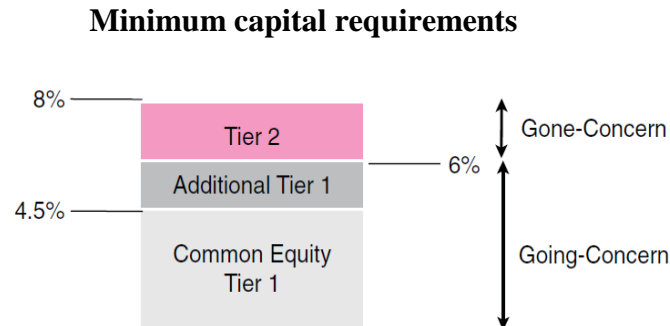 Minimum capital requirements
8%
Tier 2
Gone-Concern
6%
Additional Tier 1
4.5%
Common Equity
Tier 1
Going-Concern